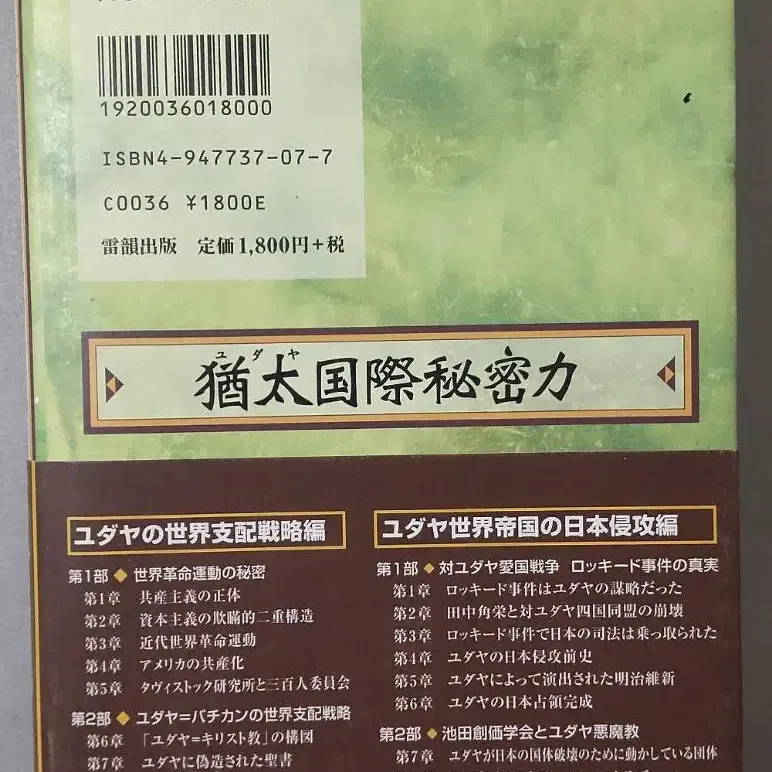 1920036018000
ISBN4-947737-07-7
C0036 ¥1800E
雷韻出版 定価1,800円+税
ユダヤ
猶太国際秘密力
ユダヤの世界支配戦略編
第1部 ◆ 世界革命運動の秘密
第1章 共産主義の正体
第2章 資本主義の欺瞞的二重構造
第3章 近代世界革命運動
第4章 アメリカの共産化
第5章 タヴィストック研究所と三百人委員会
第2部 ◆ ユダヤ=バチカンの世界支配戦略
第6章 「ユダヤ=キリスト教」の構図
第7章 ユダヤに偽造された聖書
ユダヤ世界帝国の日本侵攻編
第1部 ◆ 対ユダヤ愛国戦争 ロッキード事件の真実
第1章 ロッキード事件はユダヤの謀略だった
第2章 田中角栄と対ユダヤ四国同盟の崩壊
第3章 ロッキード事件で日本の司法は乗っ取られた
第4章 ユダヤの日本侵攻前史
第5章 ユダヤによって演出された明治維新
第6章 ユダヤの日本占領完成
第2部 ◆ 池田創価学会とユダヤ悪魔教
第7章 ユダヤが日本の国体破壊のために動かしている団体